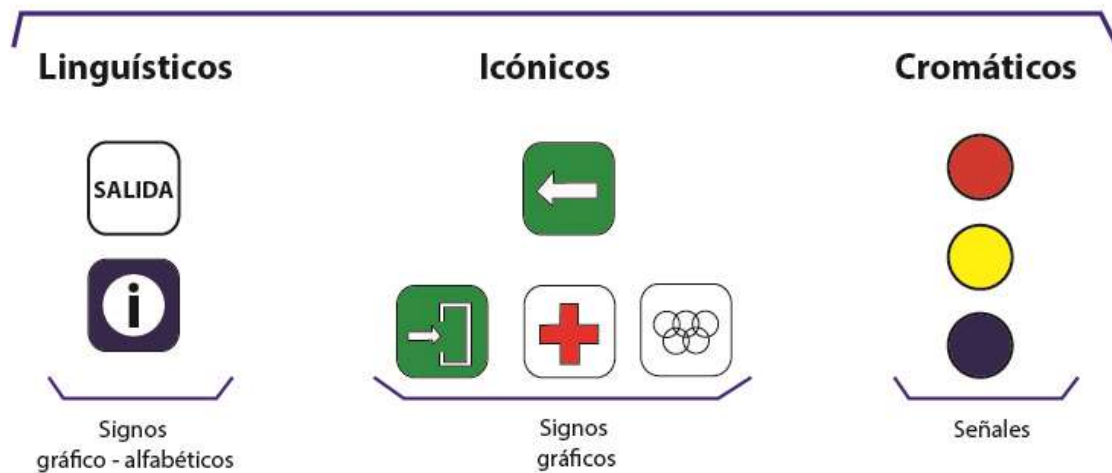 Linguísticos
Icónicos
Cromáticos
SALIDA
i
Signos
gráfico - alfabéticos
Signos
gráficos
Señales